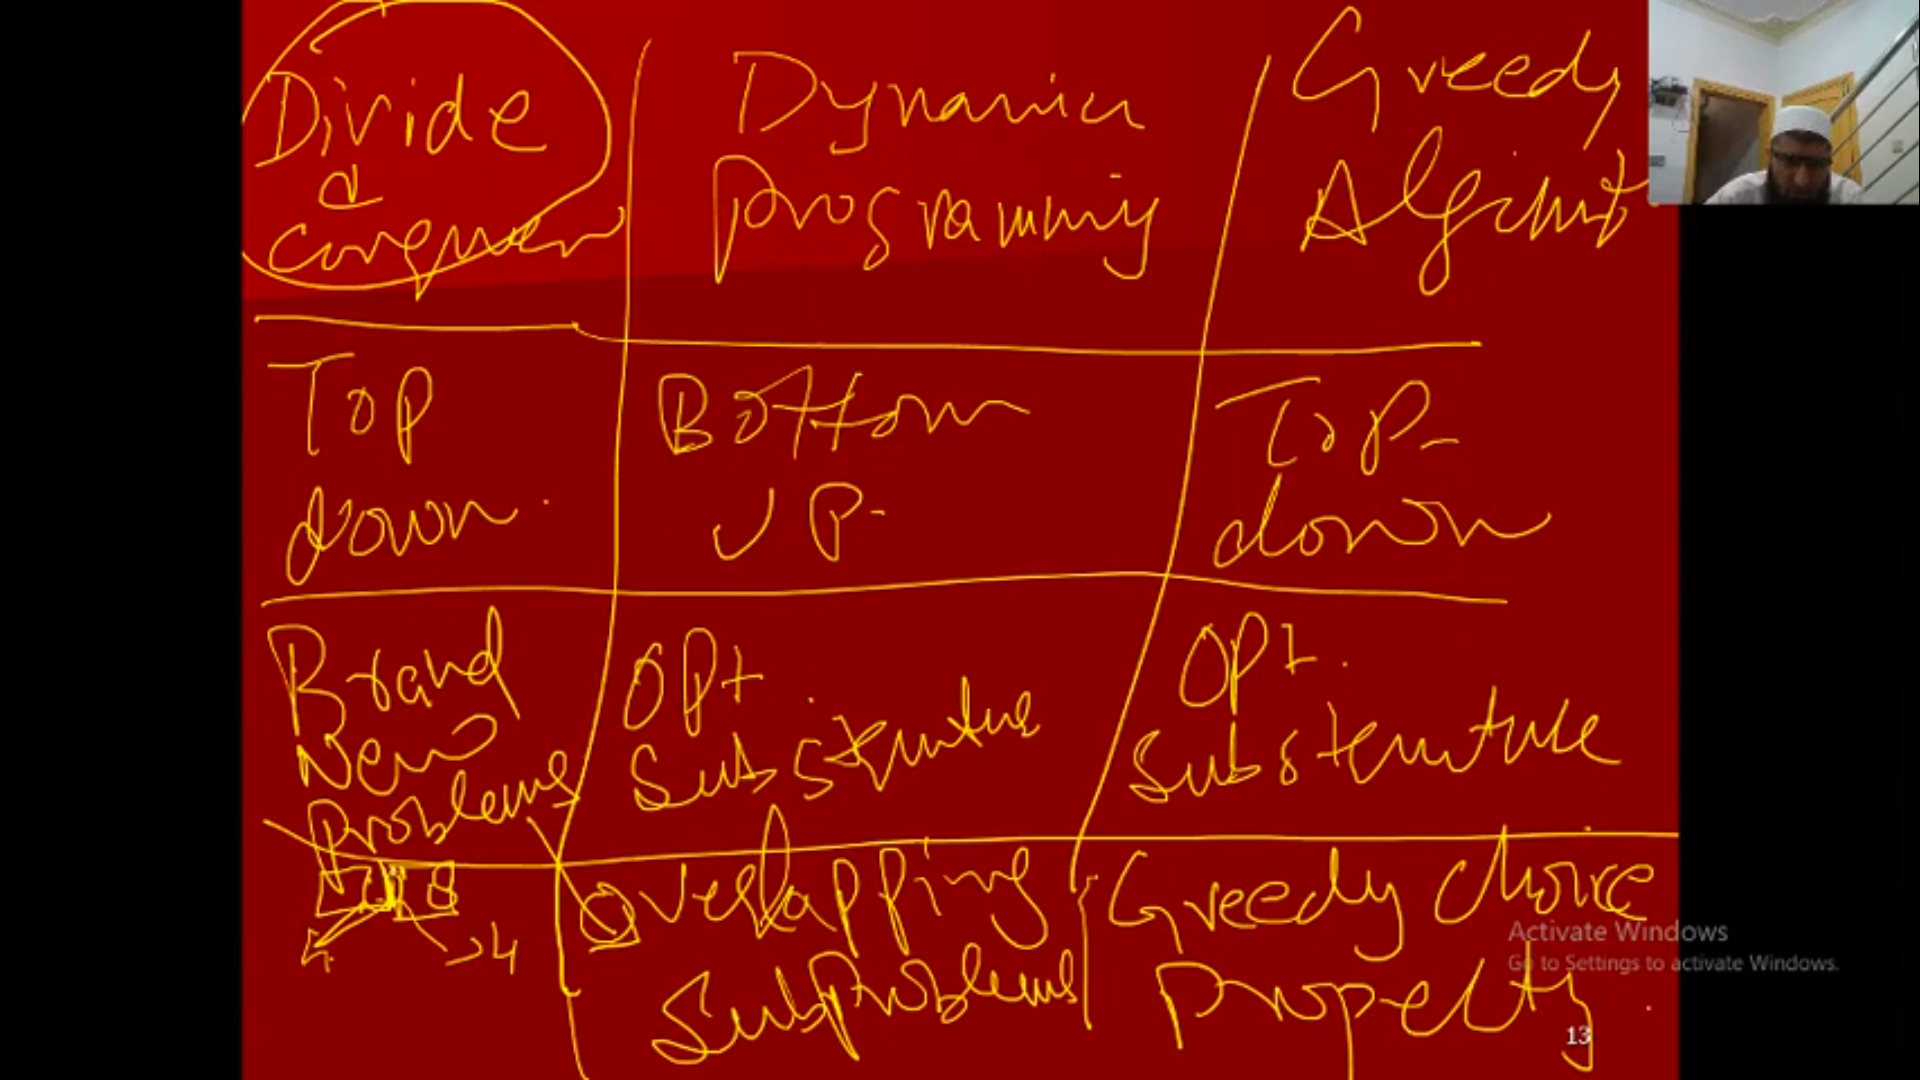 Divide
&
Conquer
Dynamic
Programming
Greedy
Algorithm
Top
down.
Bottom
UP-
Top-
down
Brand
New
Problems
Opt
Substructure
Opt.
Substructure
8
4
4
Overlapping
Subproblems
Greedy choice
Property
Activate Windows
Go to Settings to activate Windows.
13